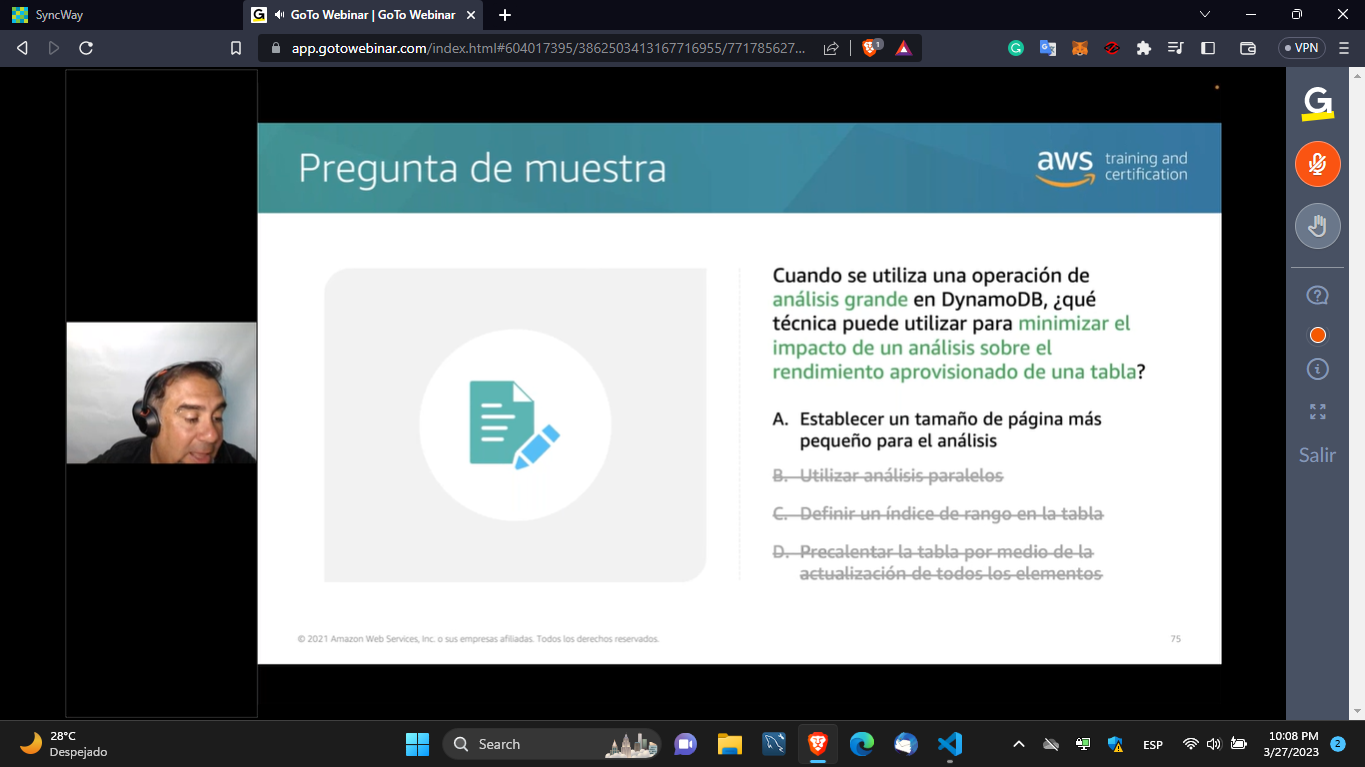 SyncWay
GoTo Webinar | GoTo Webinar
app.gotowebinar.com/index.html#604017395/3862503413167716955/771785627...
1
VPN
Pregunta de muestra
aws training and
certification
Cuando se utiliza una operación de
análisis grande en DynamoDB, ¿qué
técnica puede utilizar para minimizar el
impacto de un análisis sobre el
rendimiento aprovisionado de una tabla?
A. Establecer un tamaño de página más
pequeño para el análisis
B. Utilizar análisis paralelos
C. Definir un índice de rango en la tabla
D. Precalentar la tabla por medio de la
actualización de todos los elementos
© 2021 Amazon Web Services, Inc. o sus empresas afiliadas. Todos los derechos reservados.
75
Salir
28°C
Despejado
Search
ESP
10:08 PM
3/27/2023
2